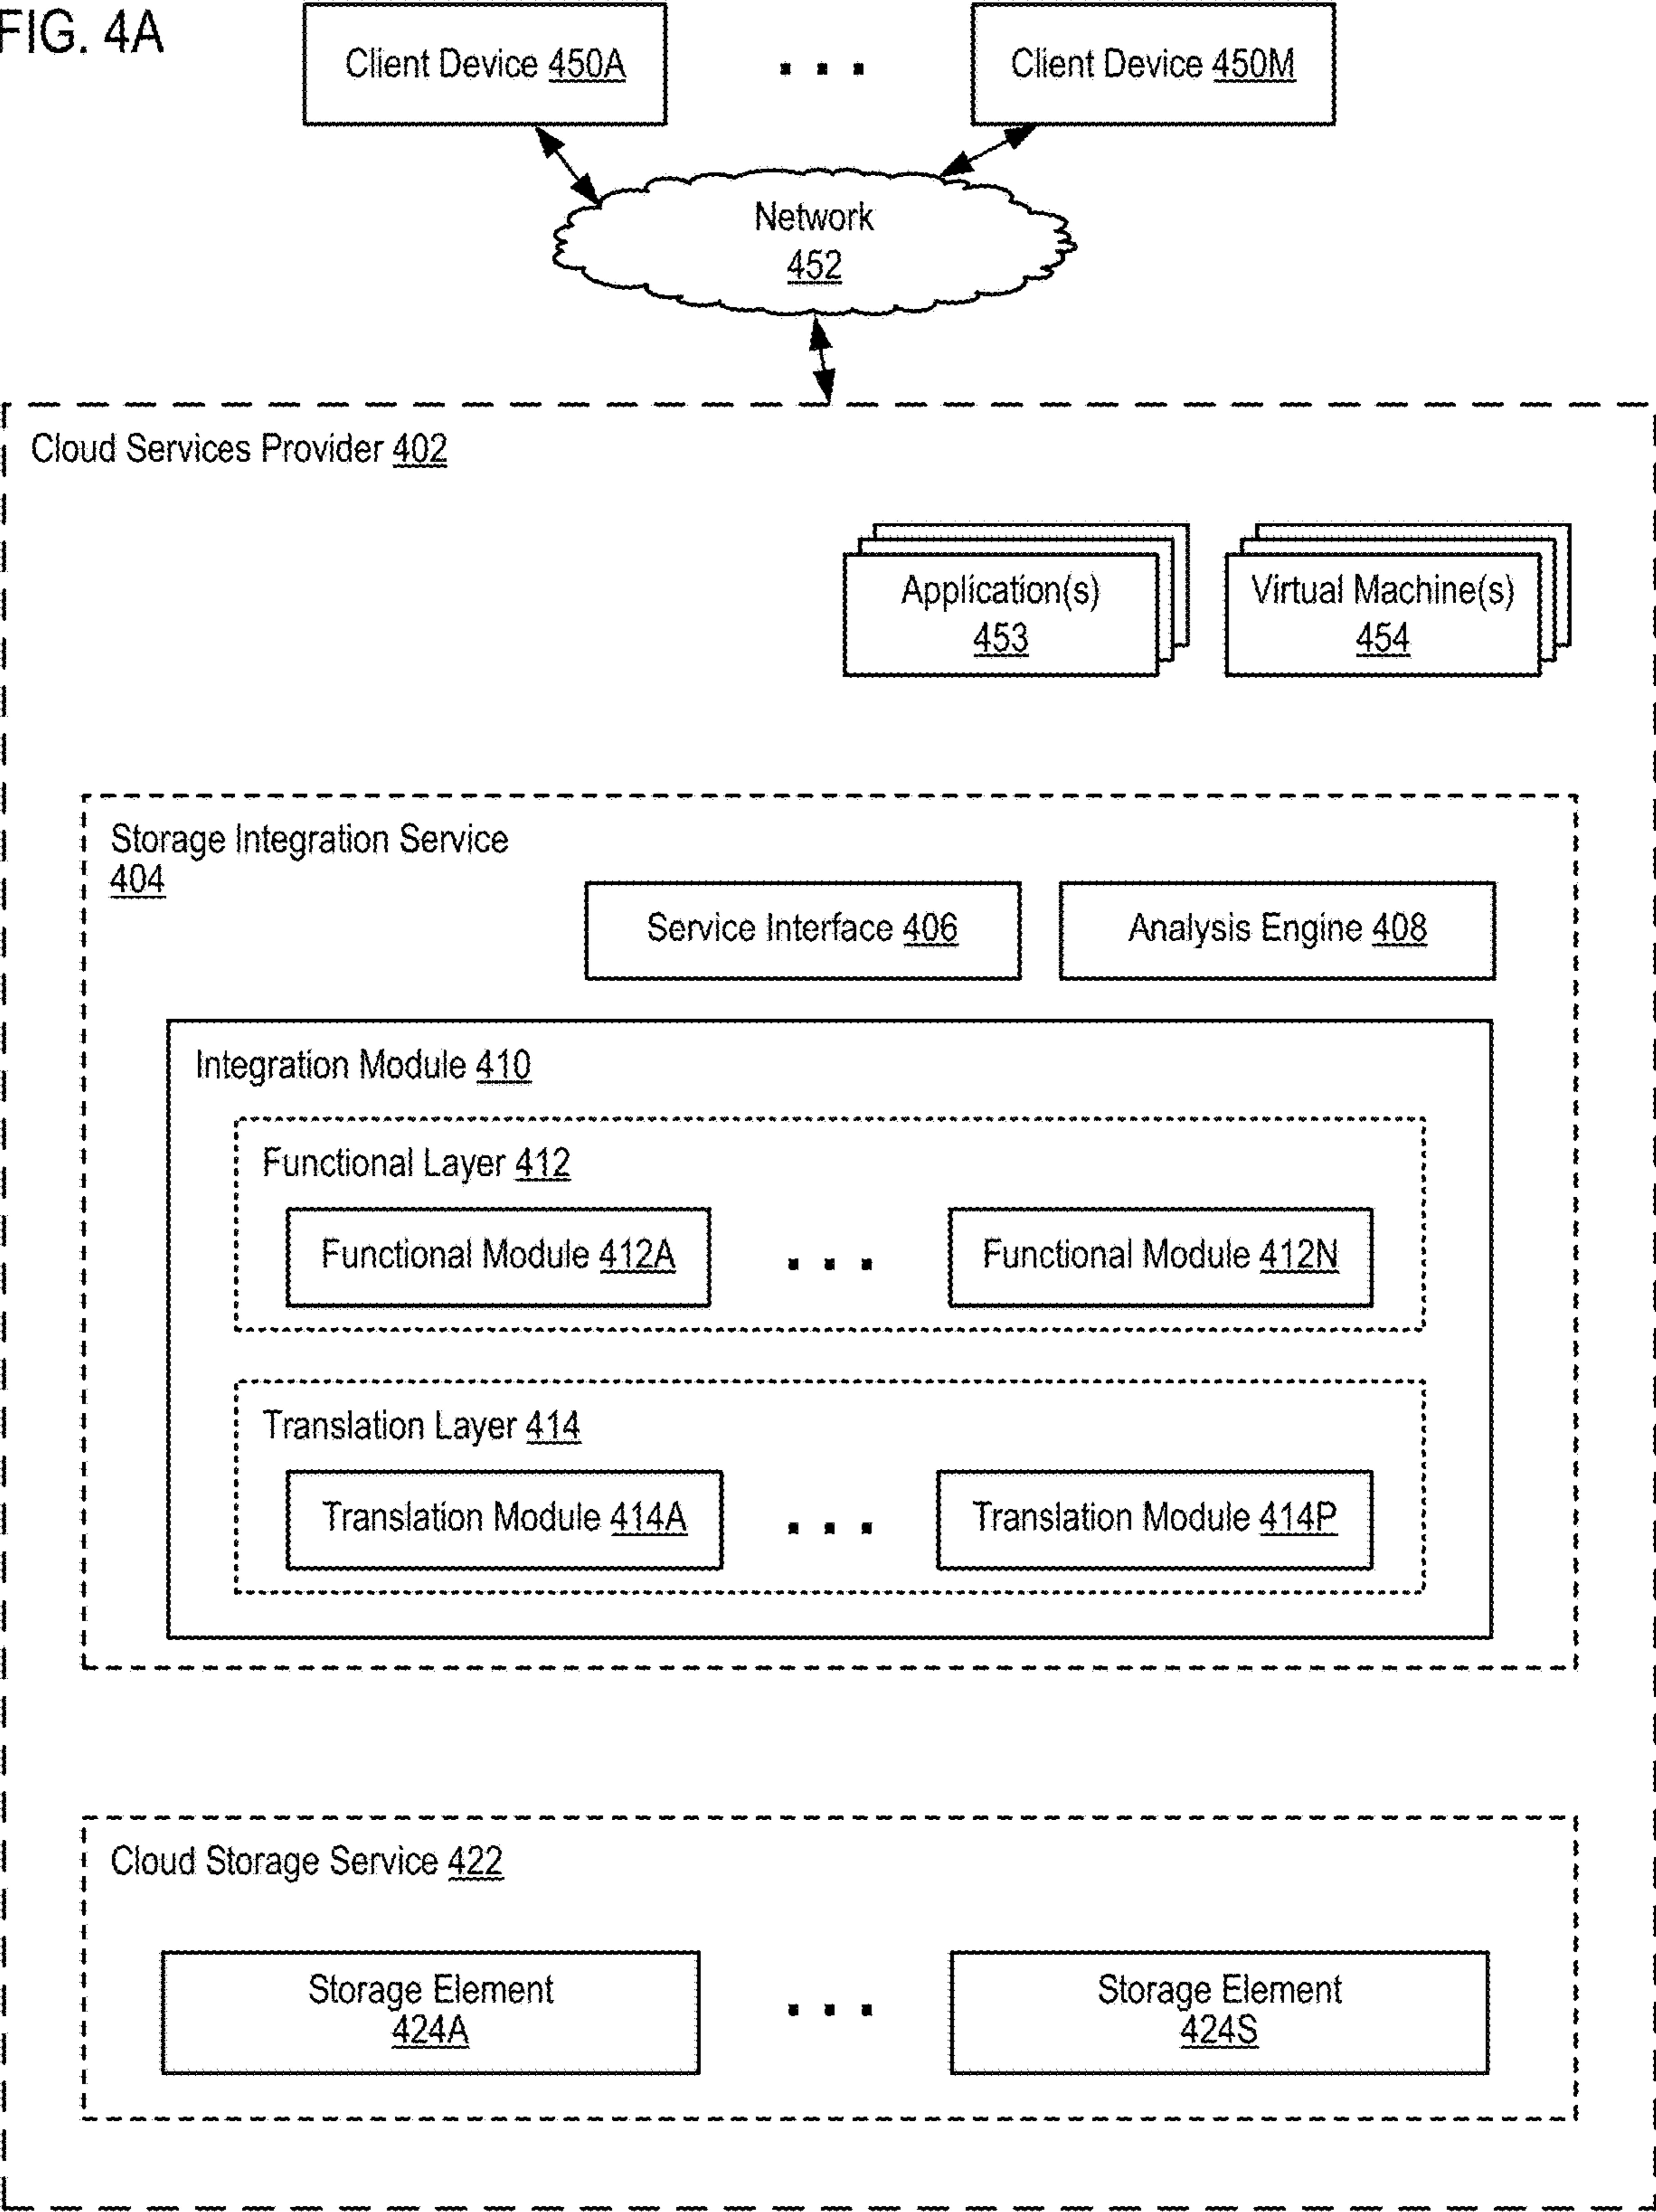 FIG. 4A
Client Device 450A
Client Device 450M
Network
452
Cloud Services Provider 402
Application(s)
453
Virtual Machine(s)
454
Storage Integration Service
404
Service Interface 406
Analysis Engine 408
Integration Module 410
Functional Layer 412
Functional Module 412A
Functional Module 412N
Translation Layer 414
Translation Module 414A
Translation Module 414P
Cloud Storage Service 422
Storage Element
424A
Storage Element
424S